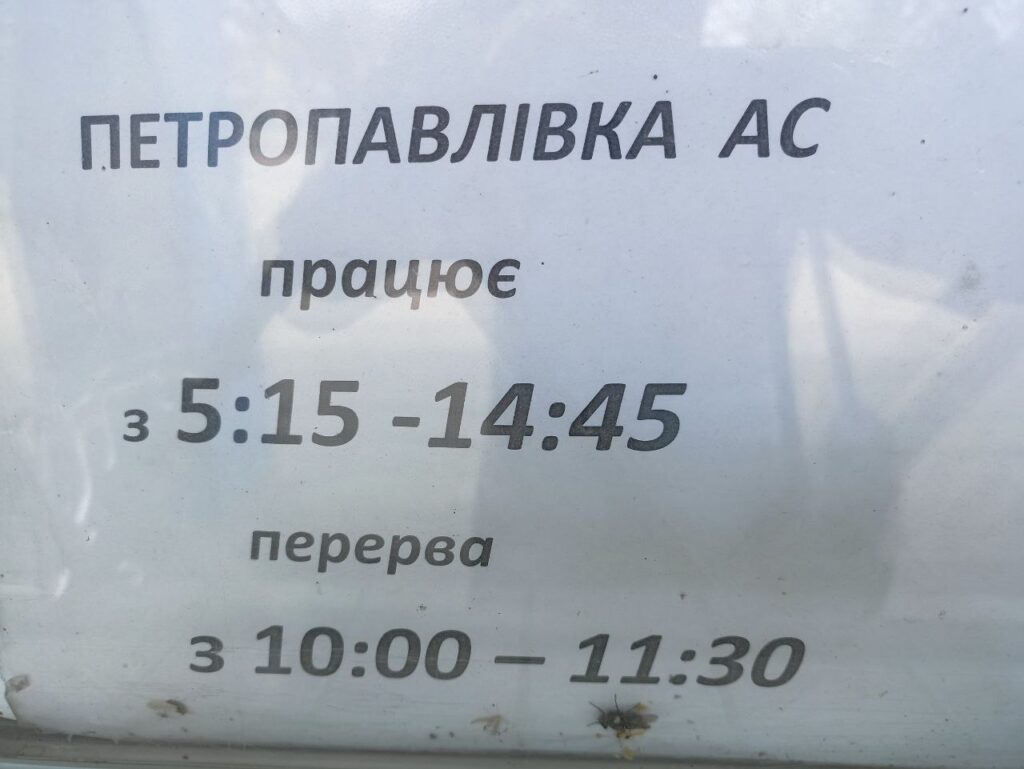 ПЕТРОПАВЛІВКА АС
працює
з 5:15 -14:45
перерва
з 10:00 – 11:30